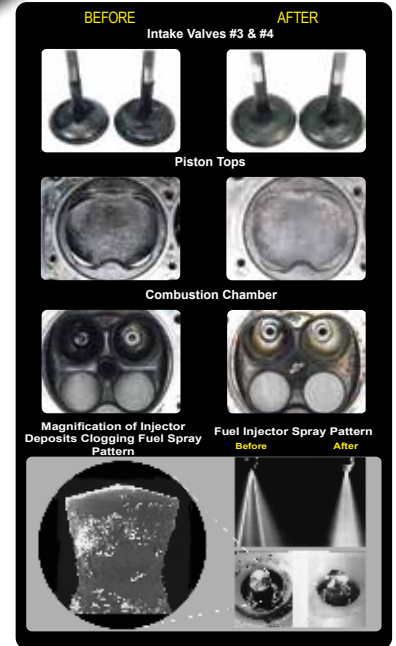 BEFORE AFTER
Intake Valves #3 & #4
Piston Tops
Combustion Chamber
Magnification of Injector
Deposits Clogging Fuel Spray
Pattern
Fuel Injector Spray Pattern
Before After